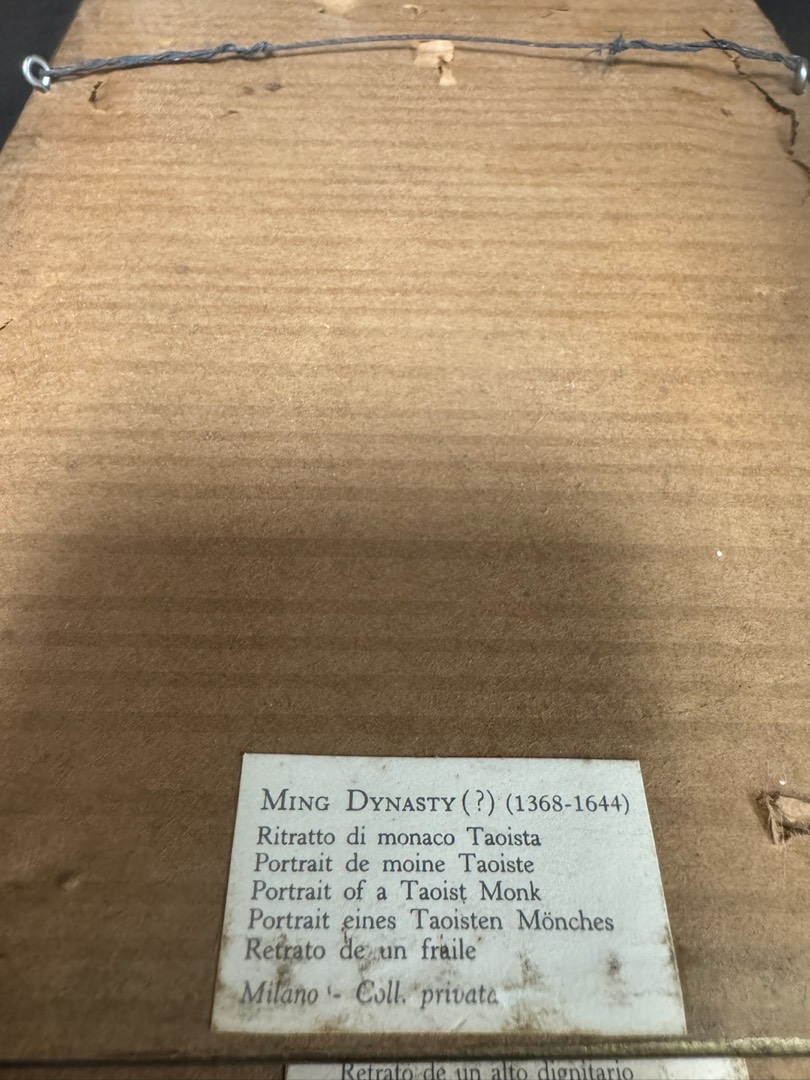 MING DYNASTY (?) (1368-1644)
Ritratto di monaco Taoista
Portrait de moine Taoiste
Portrait of a Taoist Monk
Portrait eines Taoisten Mönches
Retrato de un fraile
Milano - Coll. privata
Retrato de un alto dignitario